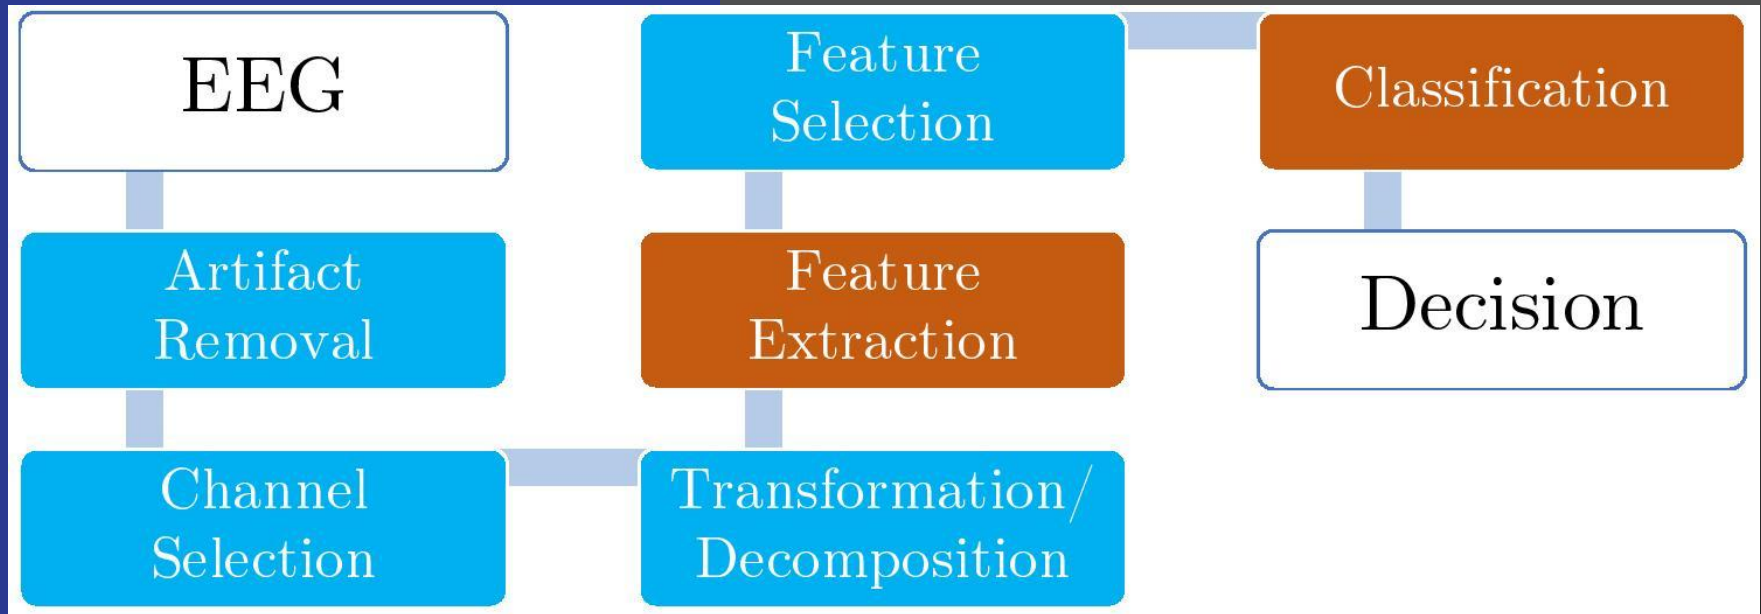 EEG
Artifact
Removal
Channel
Selection
Transformation/
Decomposition
Feature
Extraction
Feature
Selection
Classification
Decision